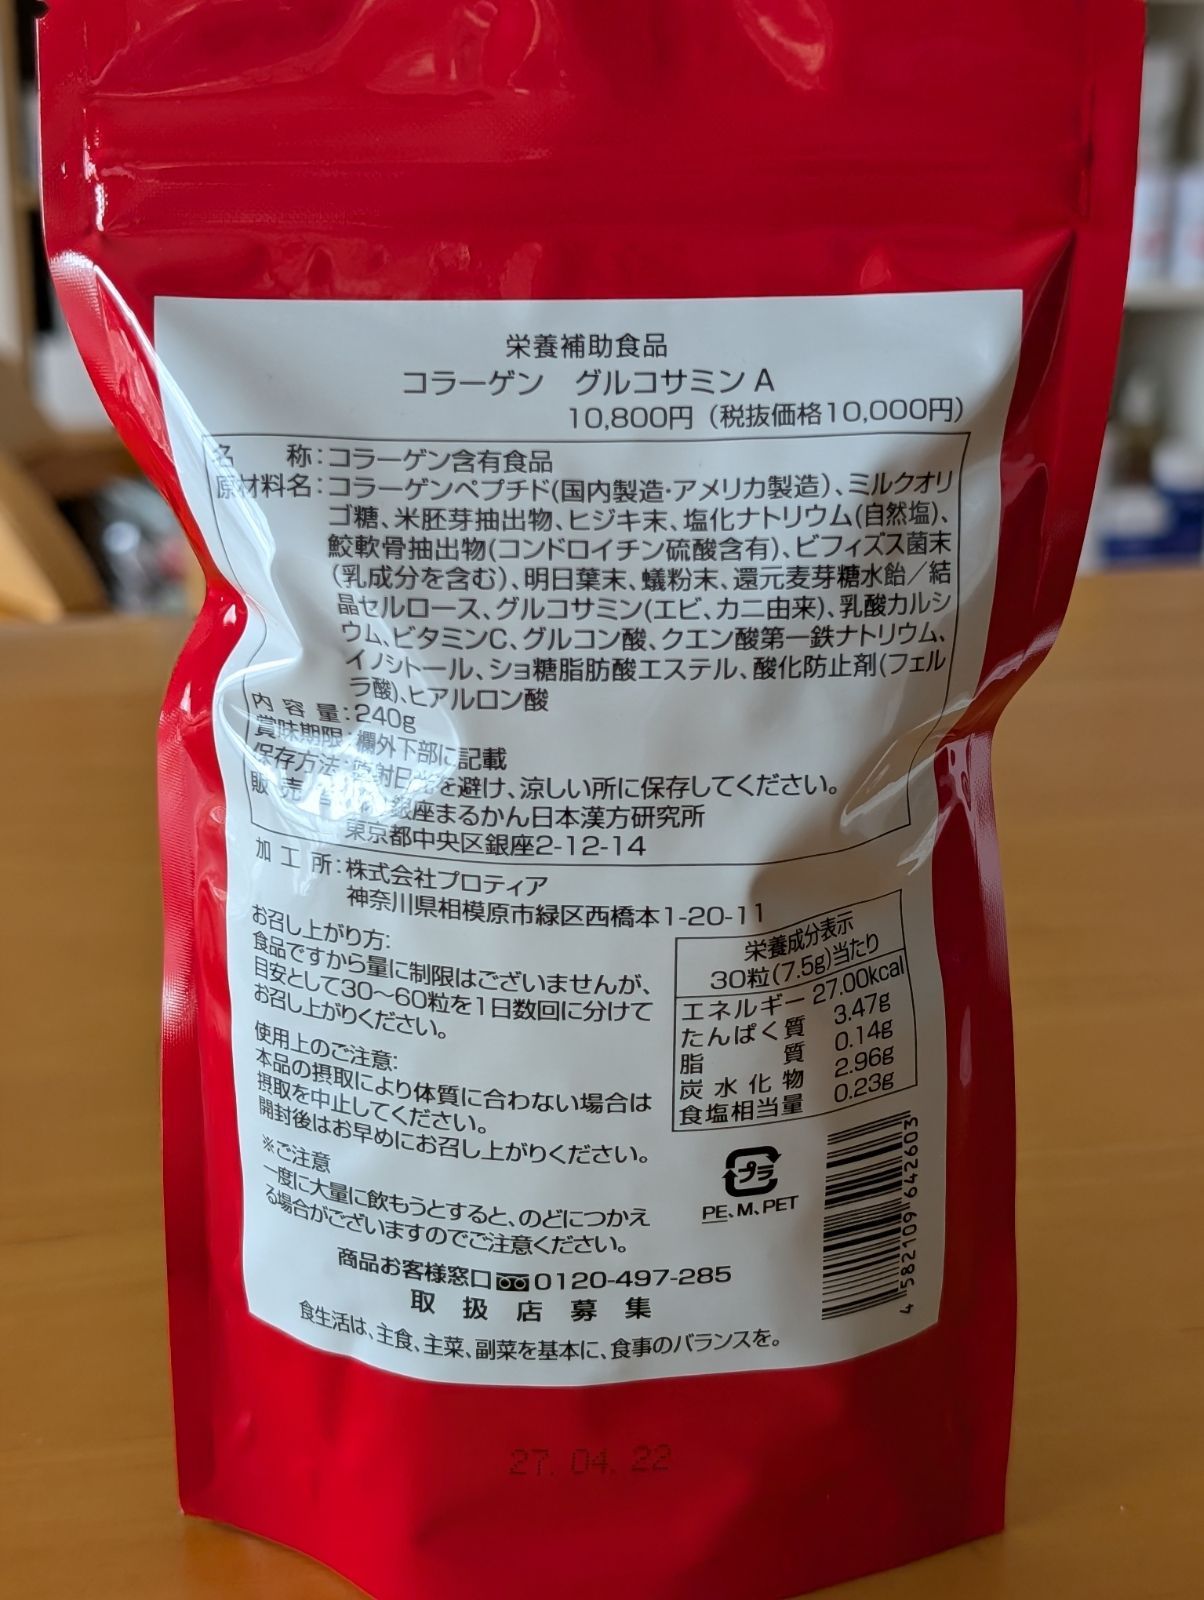 栄養補助食品
コラーゲン　グルコサミンA
10,800円（税抜価格10,000円）
名　　称：コラーゲン含有食品
原材料名：コラーゲンペプチド(国内製造・アメリカ製造)、ミルクオリ
ゴ糖、米胚芽抽出物、ヒジキ末、塩化ナトリウム(自然塩)、
鮫軟骨抽出物(コンドロイチン硫酸含有)、ビフィズス菌末
(乳成分を含む)、明日葉末、蟻粉末、還元麦芽糖水飴／結
晶セルロース、グルコサミン(エビ、カニ由来)、乳酸カルシ
ウム、ビタミンC、グルコン酸、クエン酸第一鉄ナトリウム、
イノシトール、ショ糖脂肪酸エステル、酸化防止剤(フェル
ラ酸)、ヒアルロン酸
内容量：240g
賞味期限：欄外下部に記載
保存方法：直射日光を避け、涼しい所に保存してください。
販売 銀座まるかん日本漢方研究所
東京都中央区銀座2-12-14
加工所：株式会社プロティア
神奈川県相模原市緑区西橋本1-20-11
お召し上がり方：
食品ですから量に制限はございませんが、
目安として30〜60粒を1日数回に分けて
お召し上がりください。
使用上のご注意：
本品の摂取により体質に合わない場合は
摂取を中止してください。
開封後はお早めにお召し上がりください。
※ご注意
一度に大量に飲もうとすると、のどにつかえ
る場合がございますのでご注意ください。
栄養成分表示
30粒(7.5g)当たり
エネルギー 27.00kcal
たんぱく質 3.47g
脂　　質 0.14g
炭水化物 2.96g
食塩相当量 0.23g
プラ
PE、M、PET
4 582109 642603
商品お客様窓口 0120-497-285
取扱店募集
食生活は、主食、主菜、副菜を基本に、食事のバランスを。
27. 04. 22